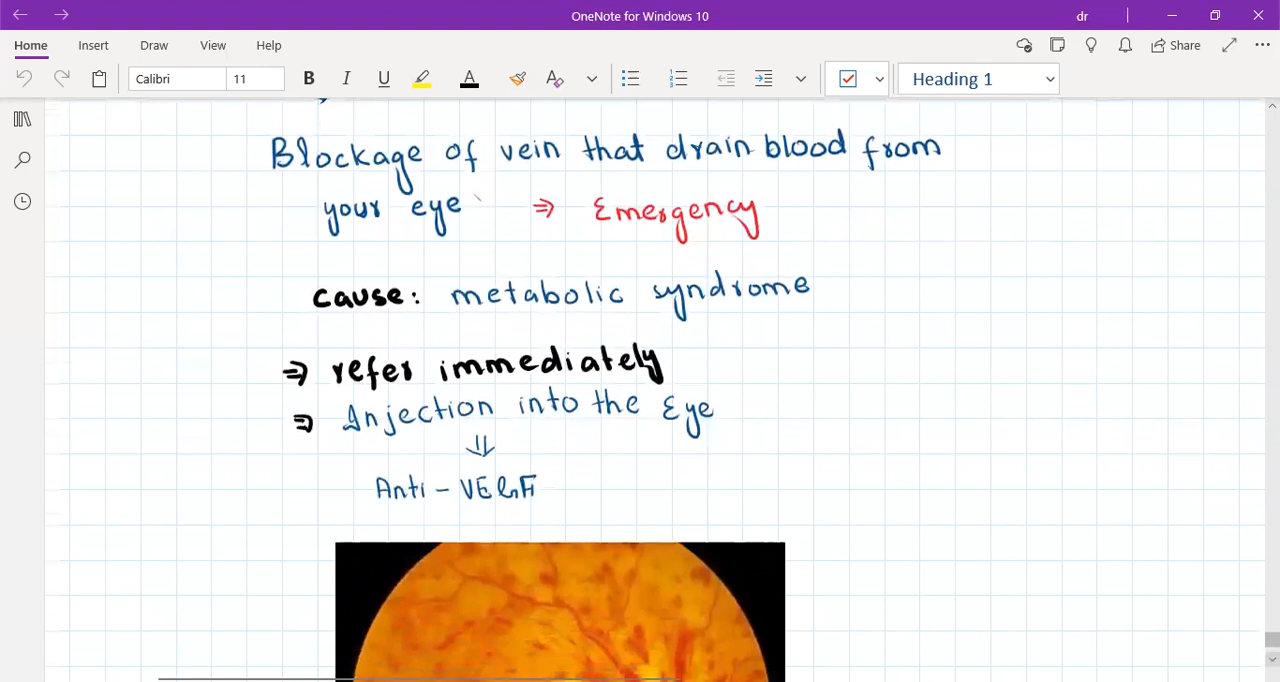 OneNote for Windows 10
dr
Home Insert Draw View Help
Share
Calibri 11 B I U A A Heading 1
Blockage of vein that drain blood from
your eye ⇒ Emergency
cause: metabolic syndrome
⇒ refer immediately
⇒ Injection into the Eye
⇓
Anti - VEGF